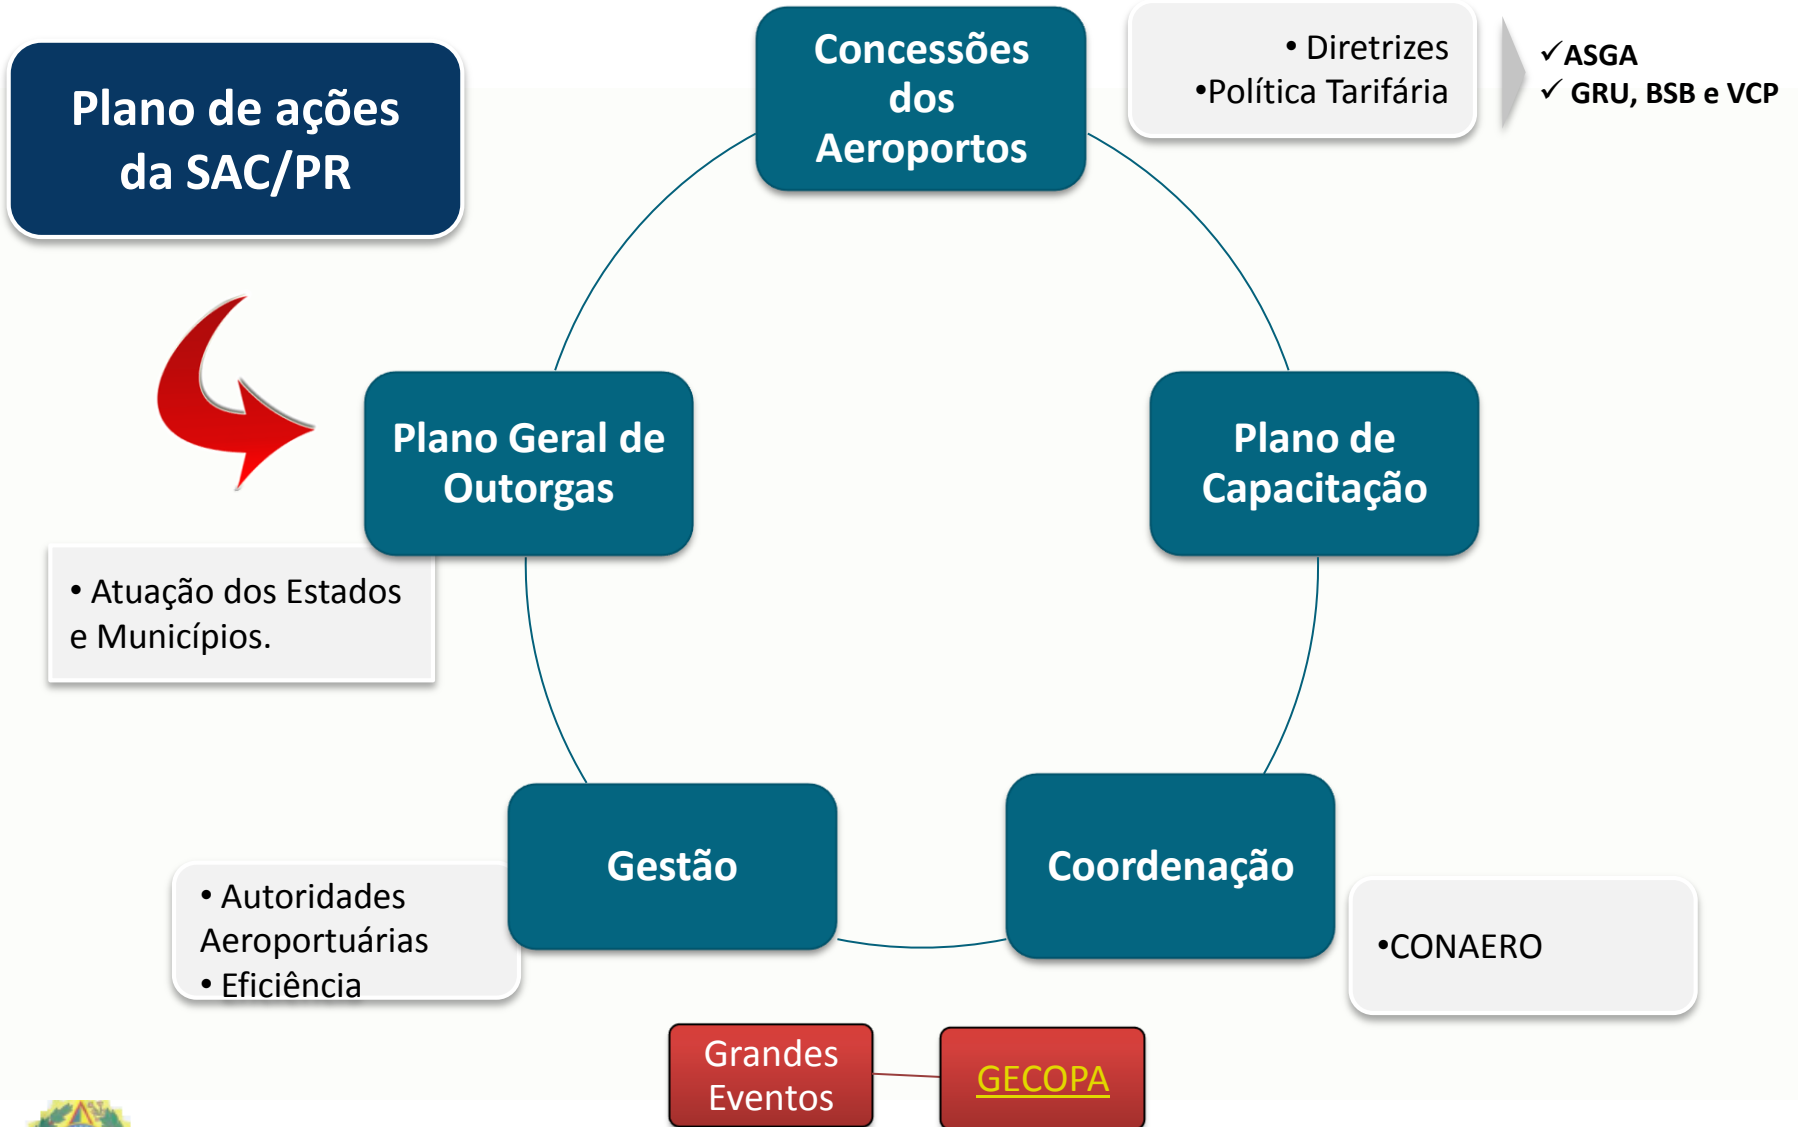 Plano de ações
da SAC/PR
Concessões
dos
Aeroportos
• Diretrizes
•Política Tarifária
✓ASGA
✓ GRU, BSB e VCP
Plano Geral de
Outorgas
Plano de
Capacitação
• Atuação dos Estados
e Municípios.
Gestão
Coordenação
• Autoridades
Aeroportuárias
• Eficiência
•CONAERO
Grandes
Eventos
GECOPA